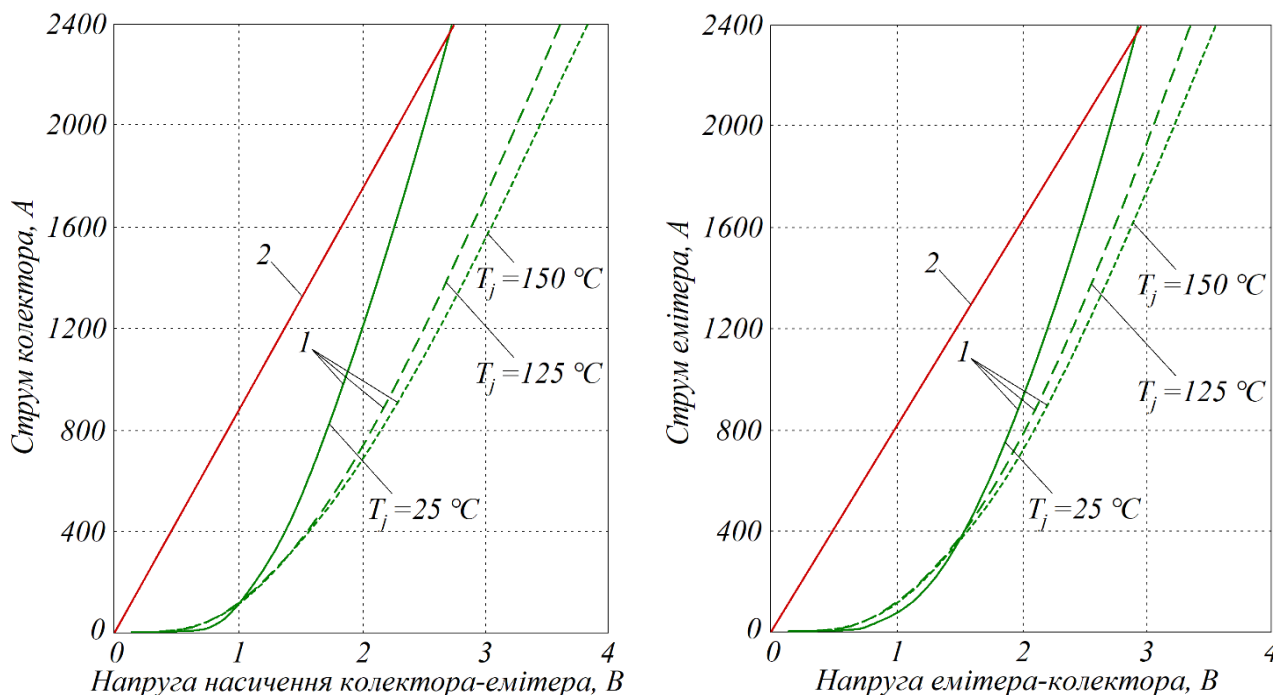 2400
2000
1600
1200
800
400
0
0
1
2
3
4
Струм колектора, А
Напруга насичення колектора-емітера, В
2
1
T_j=150 °C
T_j=125 °C
T_j=25 °C
2400
2000
1600
1200
800
400
0
0
1
2
3
4
Струм емітера, А
Напруга емітера-колектора, В
2
1
T_j=150 °C
T_j=125 °C
T_j=25 °C